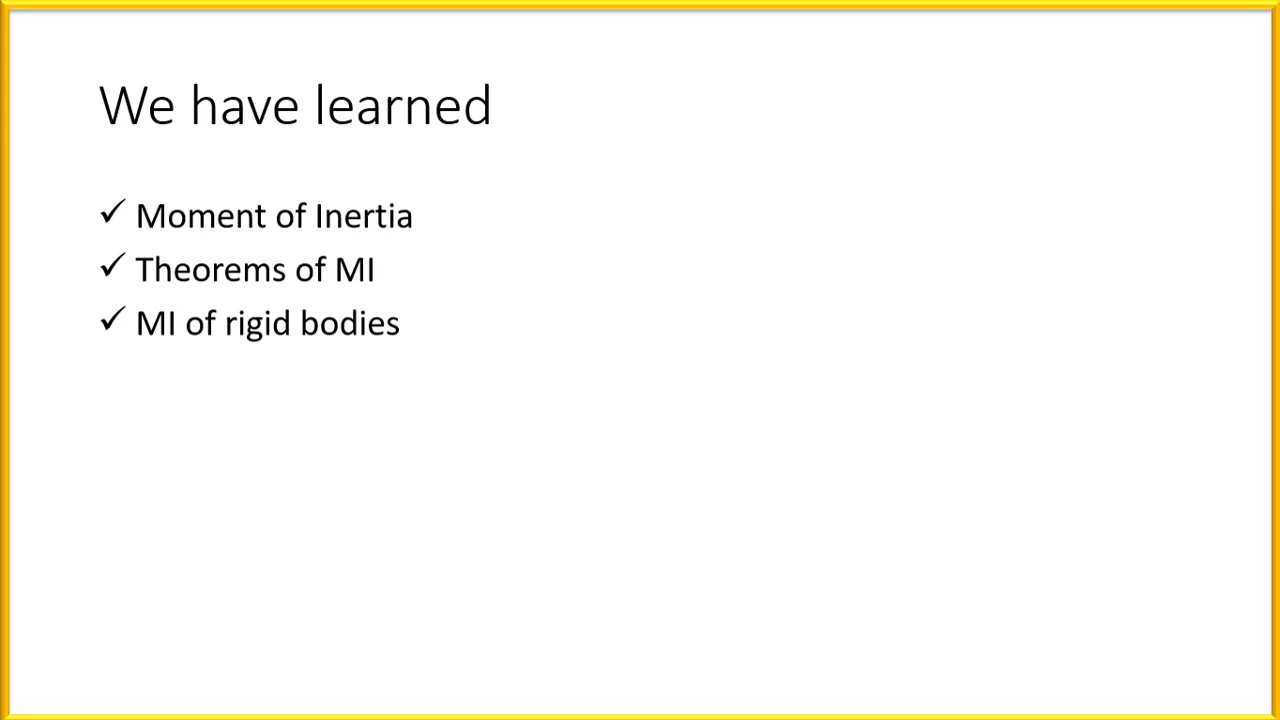 We have learned
✓ Moment of Inertia
✓ Theorems of MI
✓ MI of rigid bodies